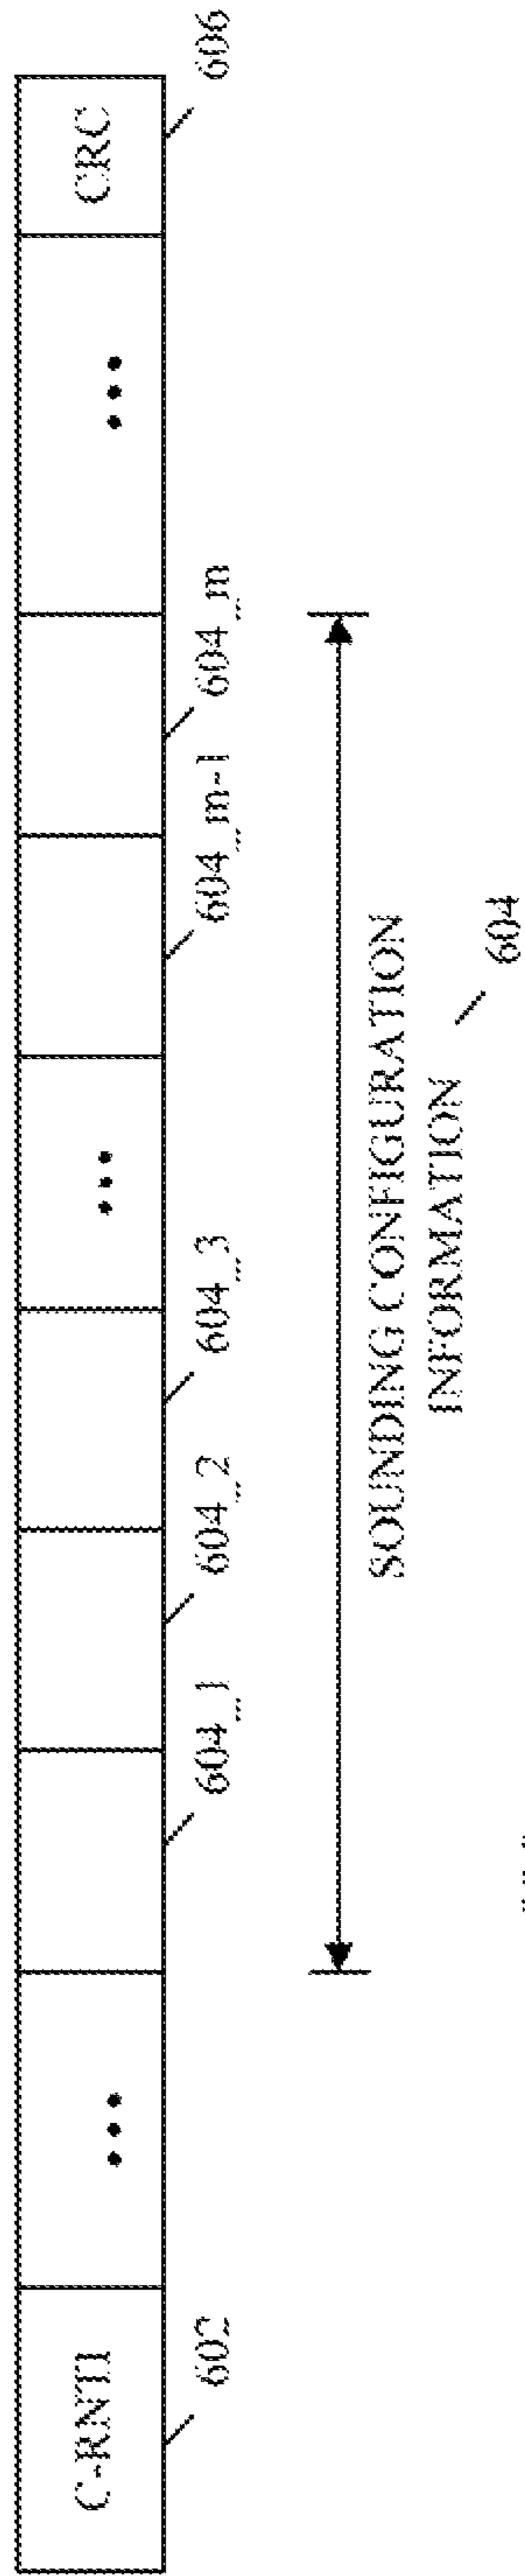 C-RNTI ... ... ... CRC
602 604_1 604_2 604_3 604_m-1 604_m 606
SOUNDING CONFIGURATION
INFORMATION 604